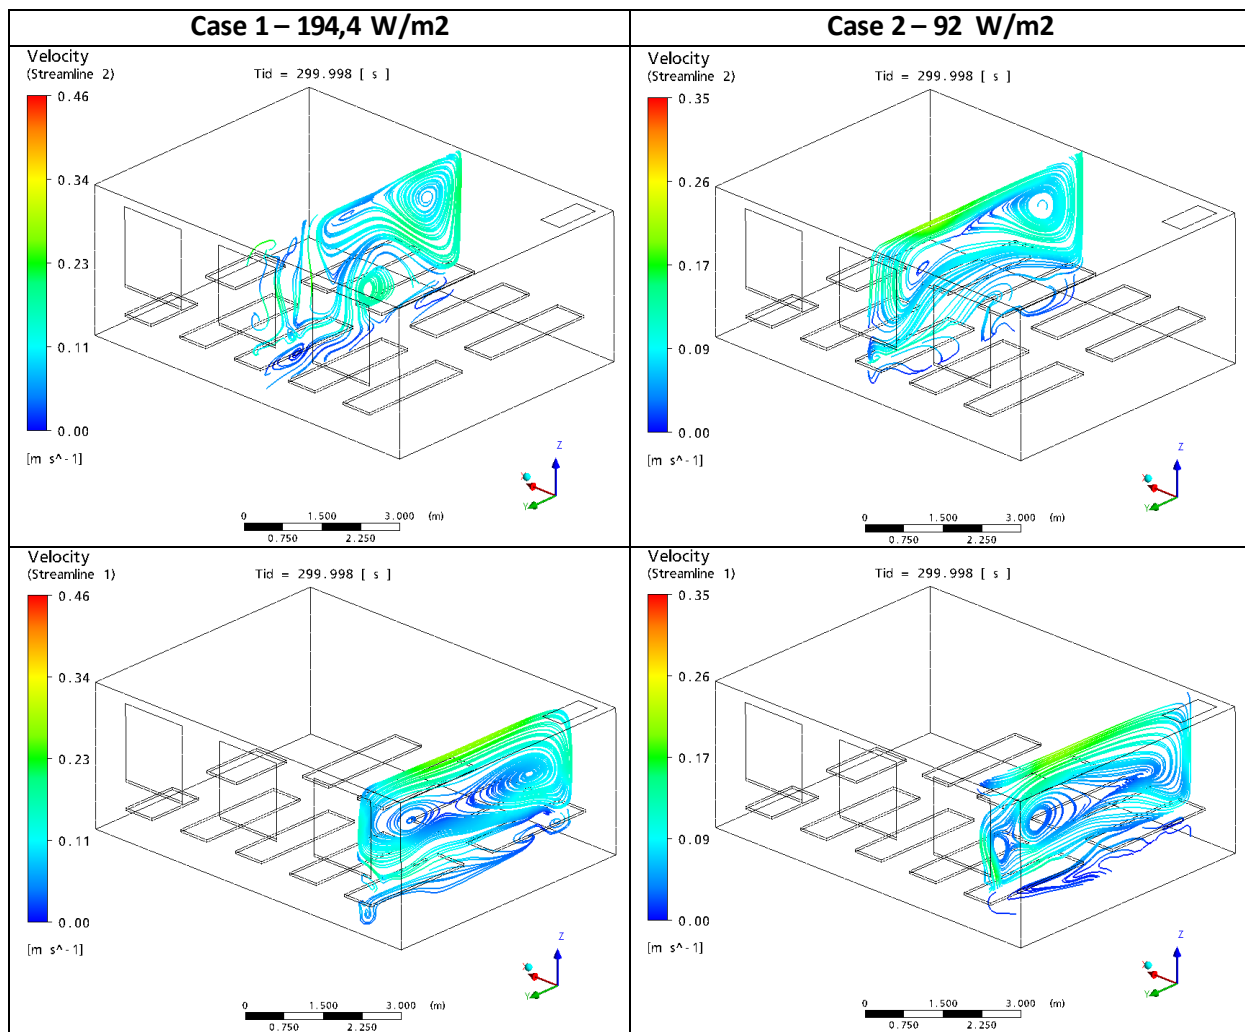 Case 1 – 194,4 W/m2
Case 2 – 92 W/m2
Velocity
(Streamline 2)
Tid = 299.998 [ s ]
0.46
0.34
0.23
0.11
0.00
[m s^-1]
Z
X
Y
0 1.500 3.000 (m)
0.750 2.250
Velocity
(Streamline 2)
Tid = 299.998 [ s ]
0.35
0.26
0.17
0.09
0.00
[m s^-1]
Z
X
Y
0 1.500 3.000 (m)
0.750 2.250
Velocity
(Streamline 1)
Tid = 299.998 [ s ]
0.46
0.34
0.23
0.11
0.00
[m s^-1]
Z
X
Y
0 1.500 3.000 (m)
0.750 2.250
Velocity
(Streamline 1)
Tid = 299.998 [ s ]
0.35
0.26
0.17
0.09
0.00
[m s^-1]
Z
X
Y
0 1.500 3.000 (m)
0.750 2.250